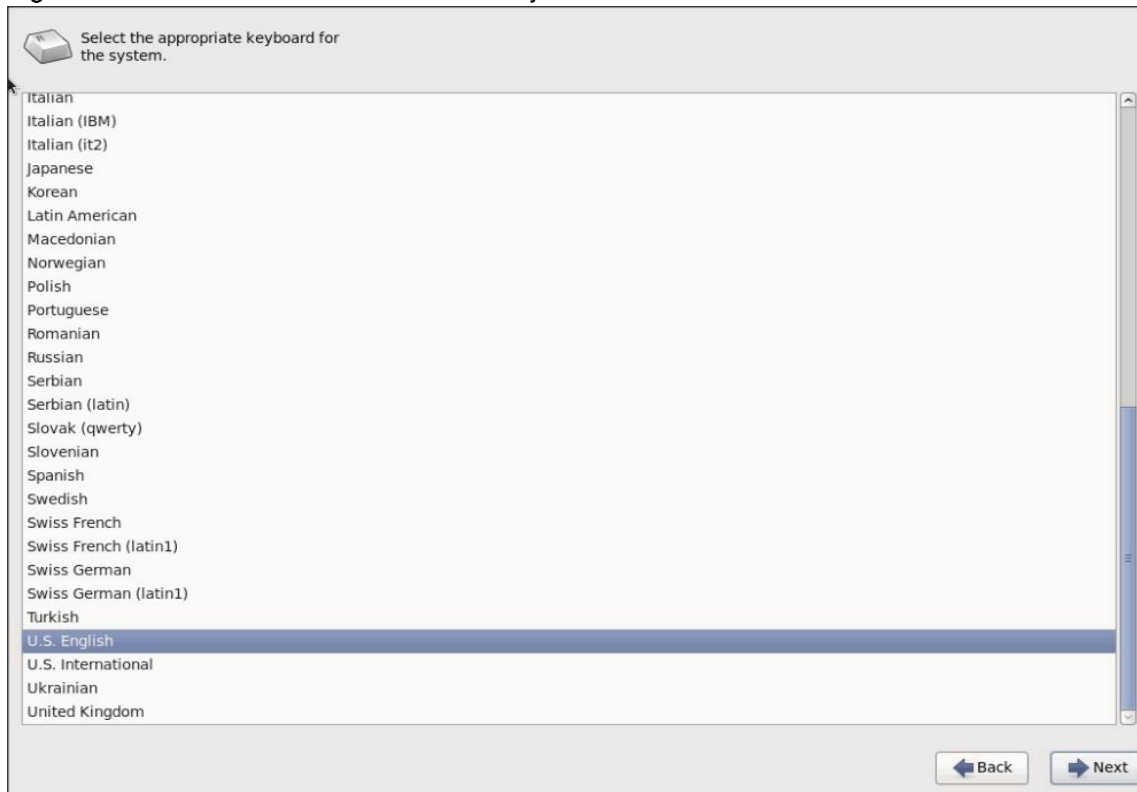 Select the appropriate keyboard for
the system.
Italian
Italian (IBM)
Italian (it2)
Japanese
Korean
Latin American
Macedonian
Norwegian
Polish
Portuguese
Romanian
Russian
Serbian
Serbian (latin)
Slovak (qwerty)
Slovenian
Spanish
Swedish
Swiss French
Swiss French (latin1)
Swiss German
Swiss German (latin1)
Turkish
U.S. English
U.S. International
Ukrainian
United Kingdom
Back
Next